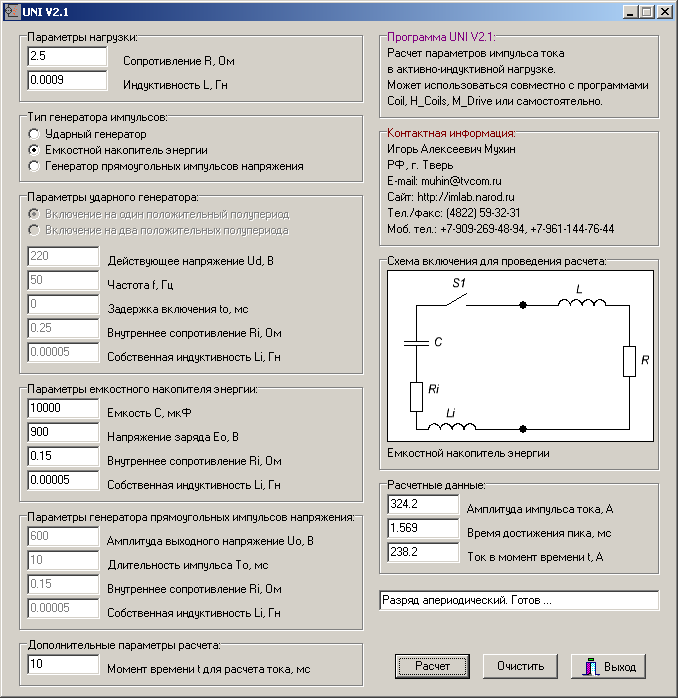 UNI V2.1
Параметры нагрузки:
2.5 Сопротивление R, Ом
0.0009 Индуктивность L, Гн
Тип генератора импульсов:
Ударный генератор
Емкостной накопитель энергии
Генератор прямоугольных импульсов напряжения
Параметры ударного генератора:
Включение на один положительный полупериод
Включение на два положительных полупериода
220 Действующее напряжение Ud, В
50 Частота f, Гц
0 Задержка включения to, мс
0.25 Внутреннее сопротивление Ri, Ом
0.00005 Собственная индуктивность Li, Гн
Параметры емкостного накопителя энергии:
10000 Емкость C, мкФ
900 Напряжение заряда Eo, В
0.15 Внутреннее сопротивление Ri, Ом
0.00005 Собственная индуктивность Li, Гн
Параметры генератора прямоугольных импульсов напряжения:
600 Амплитуда выходного напряжения Uo, В
10 Длительность импульса To, мс
0.15 Внутреннее сопротивление Ri, Ом
0.00005 Собственная индуктивность Li, Гн
Дополнительные параметры расчета:
10 Момент времени t для расчета тока, мс
Программа UNI V2.1:
Расчет параметров импульса тока
в активно-индуктивной нагрузке.
Может использоваться совместно с программами
Coil, H_Coils, M_Drive или самостоятельно.
Контактная информация:
Игорь Алексеевич Мухин
РФ, г. Тверь
E-mail: muhin@tvcom.ru
Сайт: http://imlab.narod.ru
Тел./факс: (4822) 59-32-31
Моб. тел.: +7-909-269-48-94, +7-961-144-76-44
Схема включения для проведения расчета:
S1
L
C
R
Ri
Li
Емкостной накопитель энергии
Расчетные данные:
324.2 Амплитуда импульса тока, А
1.569 Время достижения пика, мс
238.2 Ток в момент времени t, А
Разряд апериодический. Готов ...
Расчет
Очистить
Выход